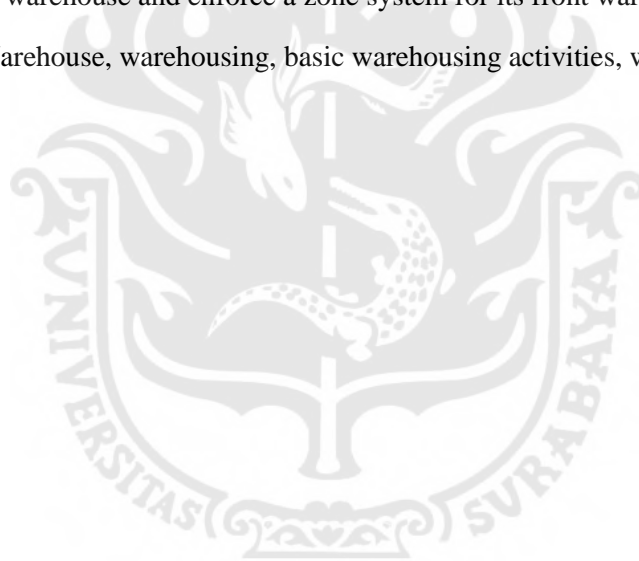 warehouse and enforce a zone system for its front war
arehouse, warehousing, basic warehousing activities, w
UNIVERSITAS SURABAYA